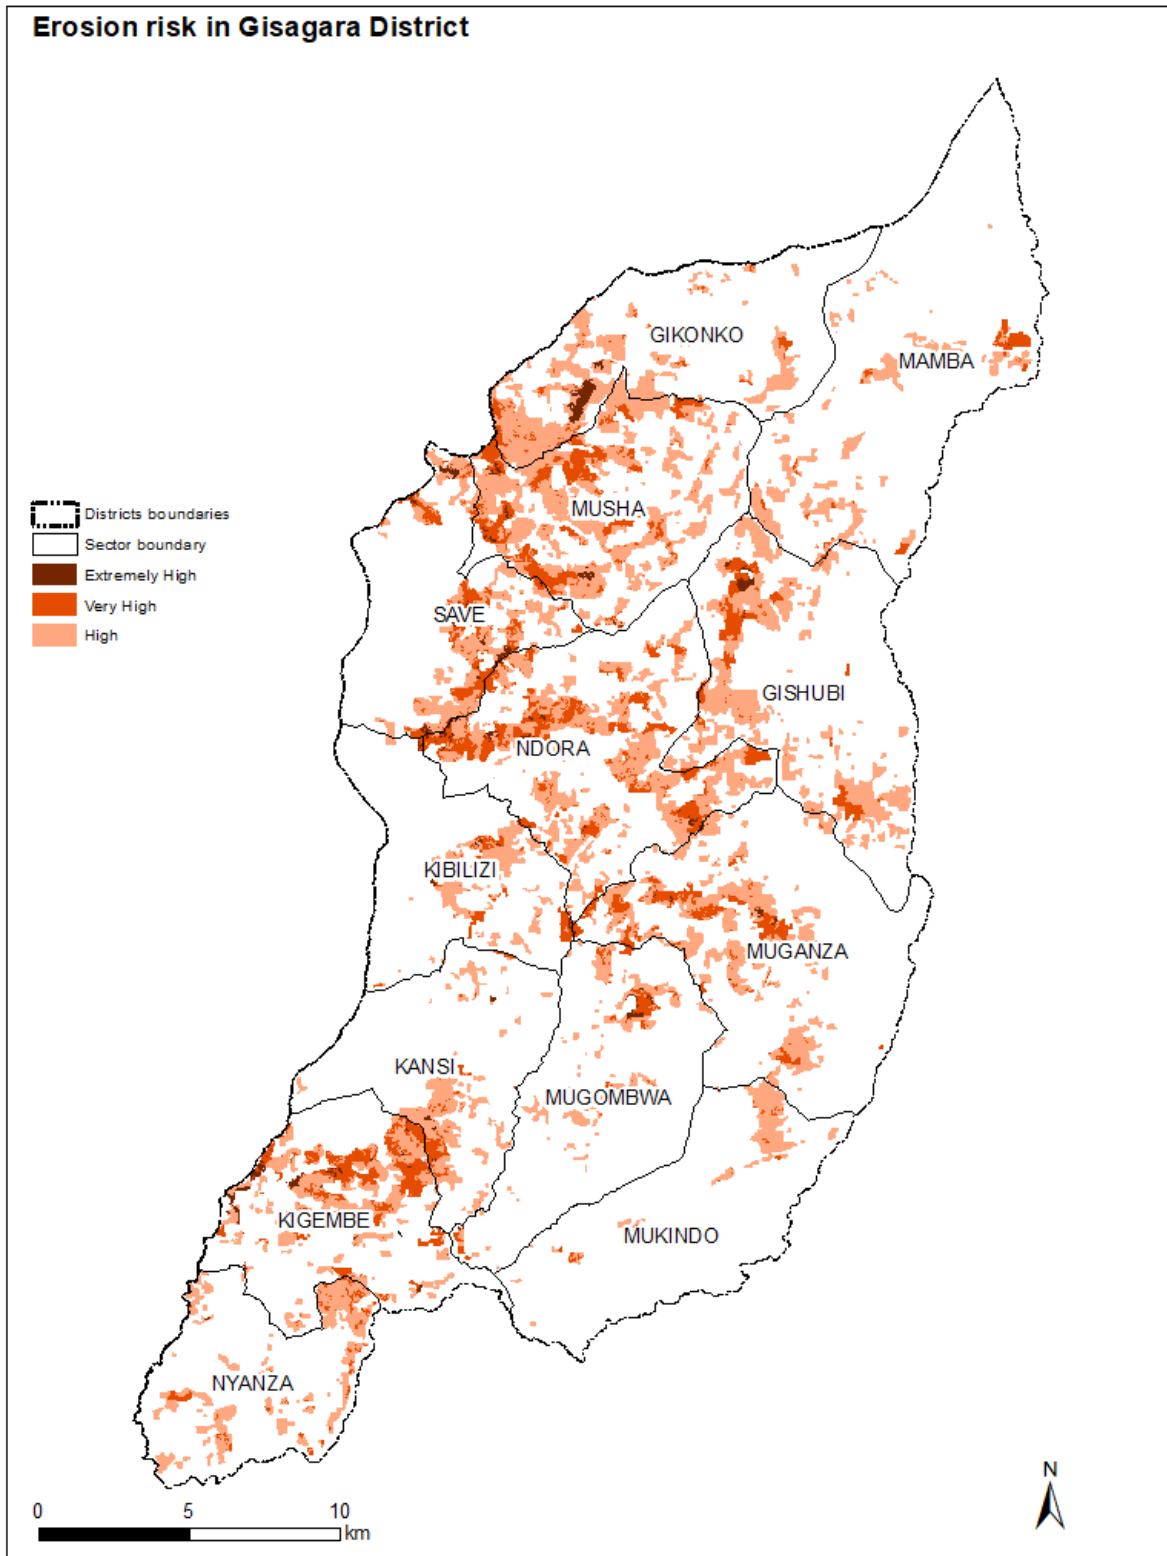 Erosion risk in Gisagara District
GIKONKO
MAMBA
MUSHA
Districts boundaries
Sector boundary
Extremely High
Very High
High
SAVE
GISHUBI
NDORA
KIBILIZI
MUGANZA
KANSI
MUGOMBWA
KIGEMBE
MUKINDO
NYANZA
N
0 5 10
km